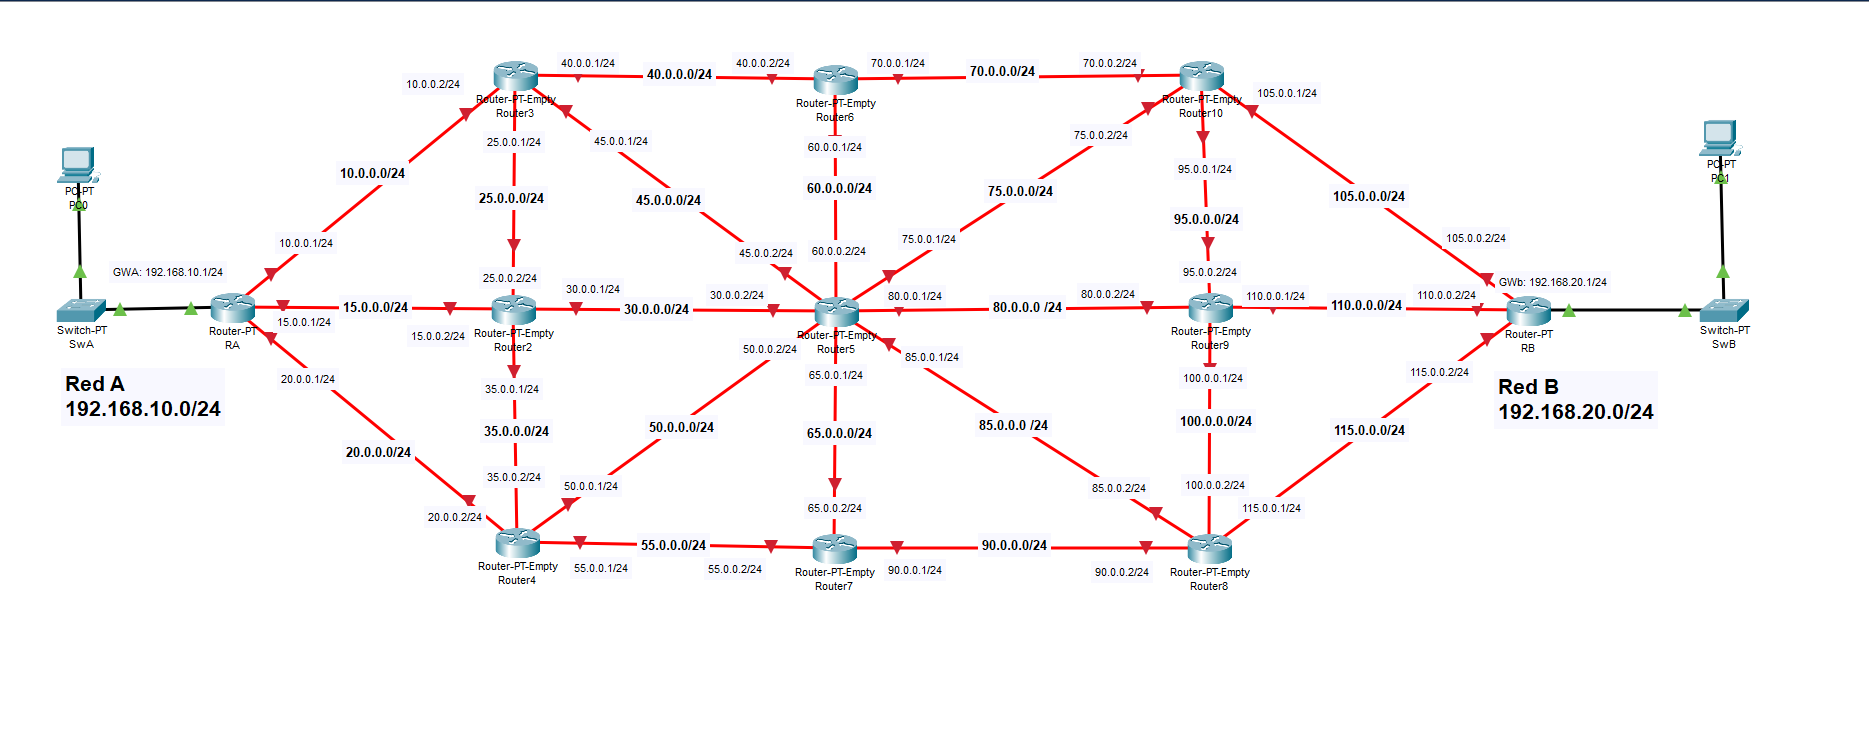 40.0.0.1/24
40.0.0.0/24
40.0.0.2/24
70.0.0.1/24
70.0.0.0/24
70.0.0.2/24
10.0.0.2/24
Router-PT-Empty
Router3
Router-PT-Empty
Router6
Router-PT-Empty
Router10
105.0.0.1/24
25.0.0.1/24
45.0.0.1/24
60.0.0.1/24
75.0.0.2/24
95.0.0.1/24
PC-PT
PC0
PC-PT
PC1
10.0.0.0/24
25.0.0.0/24
45.0.0.0/24
60.0.0.0/24
75.0.0.0/24
95.0.0.0/24
105.0.0.0/24
10.0.0.1/24
45.0.0.2/24
60.0.0.2/24
75.0.0.1/24
105.0.0.2/24
GWA: 192.168.10.1/24
25.0.0.2/24
95.0.0.2/24
GWb: 192.168.20.1/24
30.0.0.1/24
30.0.0.2/24
80.0.0.1/24
80.0.0.2/24
110.0.0.1/24
110.0.0.2/24
15.0.0.0/24
30.0.0.0/24
80.0.0.0 /24
110.0.0.0/24
15.0.0.1/24
15.0.0.2/24
Switch-PT
SwA
Router-PT
RA
Router-PT-Empty
Router2
Router-PT-Empty
Router5
Router-PT-Empty
Router9
Router-PT
RB
Switch-PT
SwB
50.0.0.2/24
85.0.0.1/24
20.0.0.1/24
35.0.0.1/24
65.0.0.1/24
100.0.0.1/24
115.0.0.2/24
Red A
192.168.10.0/24
Red B
192.168.20.0/24
20.0.0.0/24
35.0.0.0/24
50.0.0.0/24
65.0.0.0/24
85.0.0.0 /24
100.0.0.0/24
115.0.0.0/24
35.0.0.2/24
50.0.0.1/24
85.0.0.2/24
100.0.0.2/24
20.0.0.2/24
65.0.0.2/24
115.0.0.1/24
55.0.0.0/24
90.0.0.0/24
55.0.0.1/24
55.0.0.2/24
90.0.0.1/24
90.0.0.2/24
Router-PT-Empty
Router4
Router-PT-Empty
Router7
Router-PT-Empty
Router8